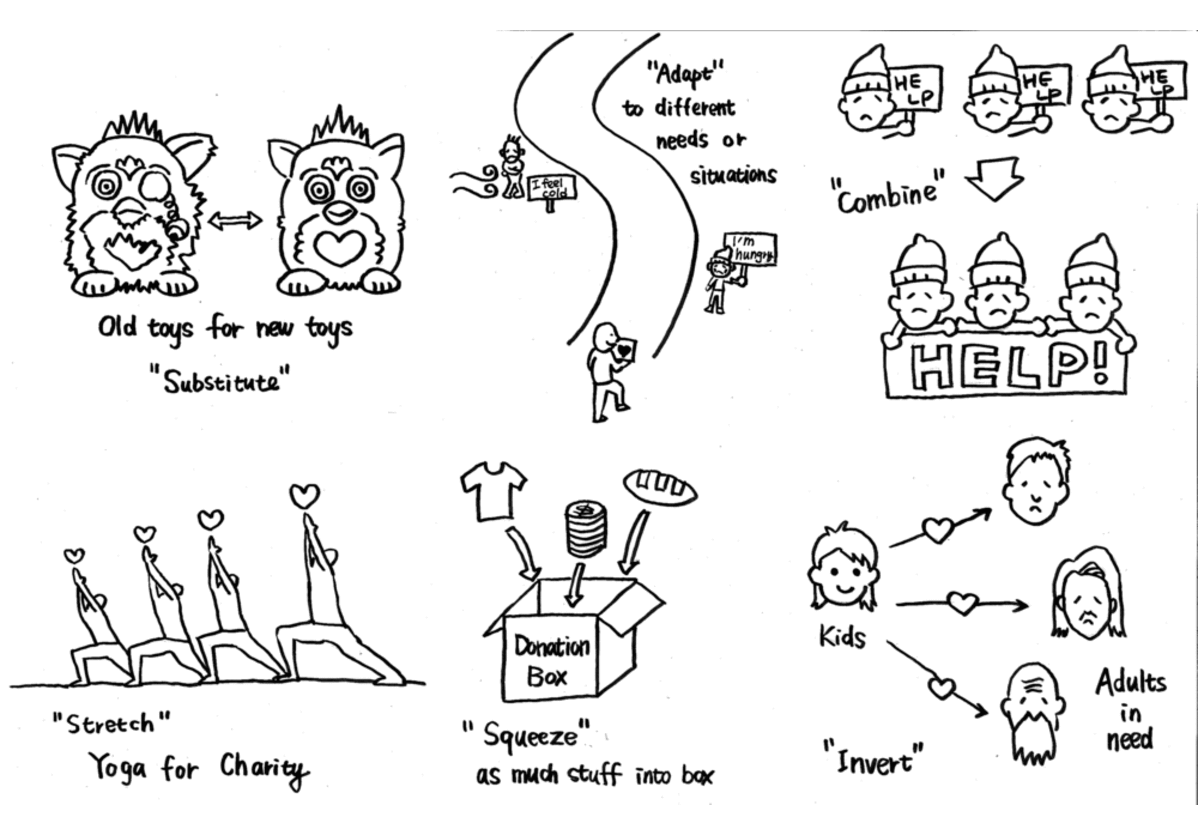 Old toys for new toys
"Substitute"
"Adapt"
to different
needs or
situations
I feel
cold
I'm
hungry
HE
LP
HE
LP
HE
LP
"Combine"
HELP!
"Stretch"
Yoga for Charity
Donation
Box
"Squeeze"
as much stuff into box
Kids
Adults
in
need
"Invert"